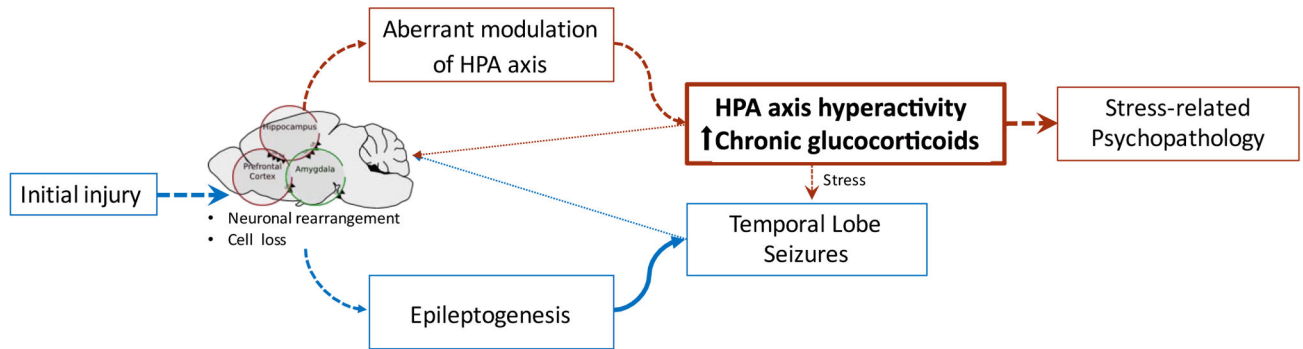 Aberrant modulation
of HPA axis
HPA axis hyperactivity
↑Chronic glucocorticoids
Stress-related
Psychopathology
Hippocampus
Prefrontal
Cortex
Amygdala
Initial injury
• Neuronal rearrangement
• Cell loss
Stress
Temporal Lobe
Seizures
Epileptogenesis